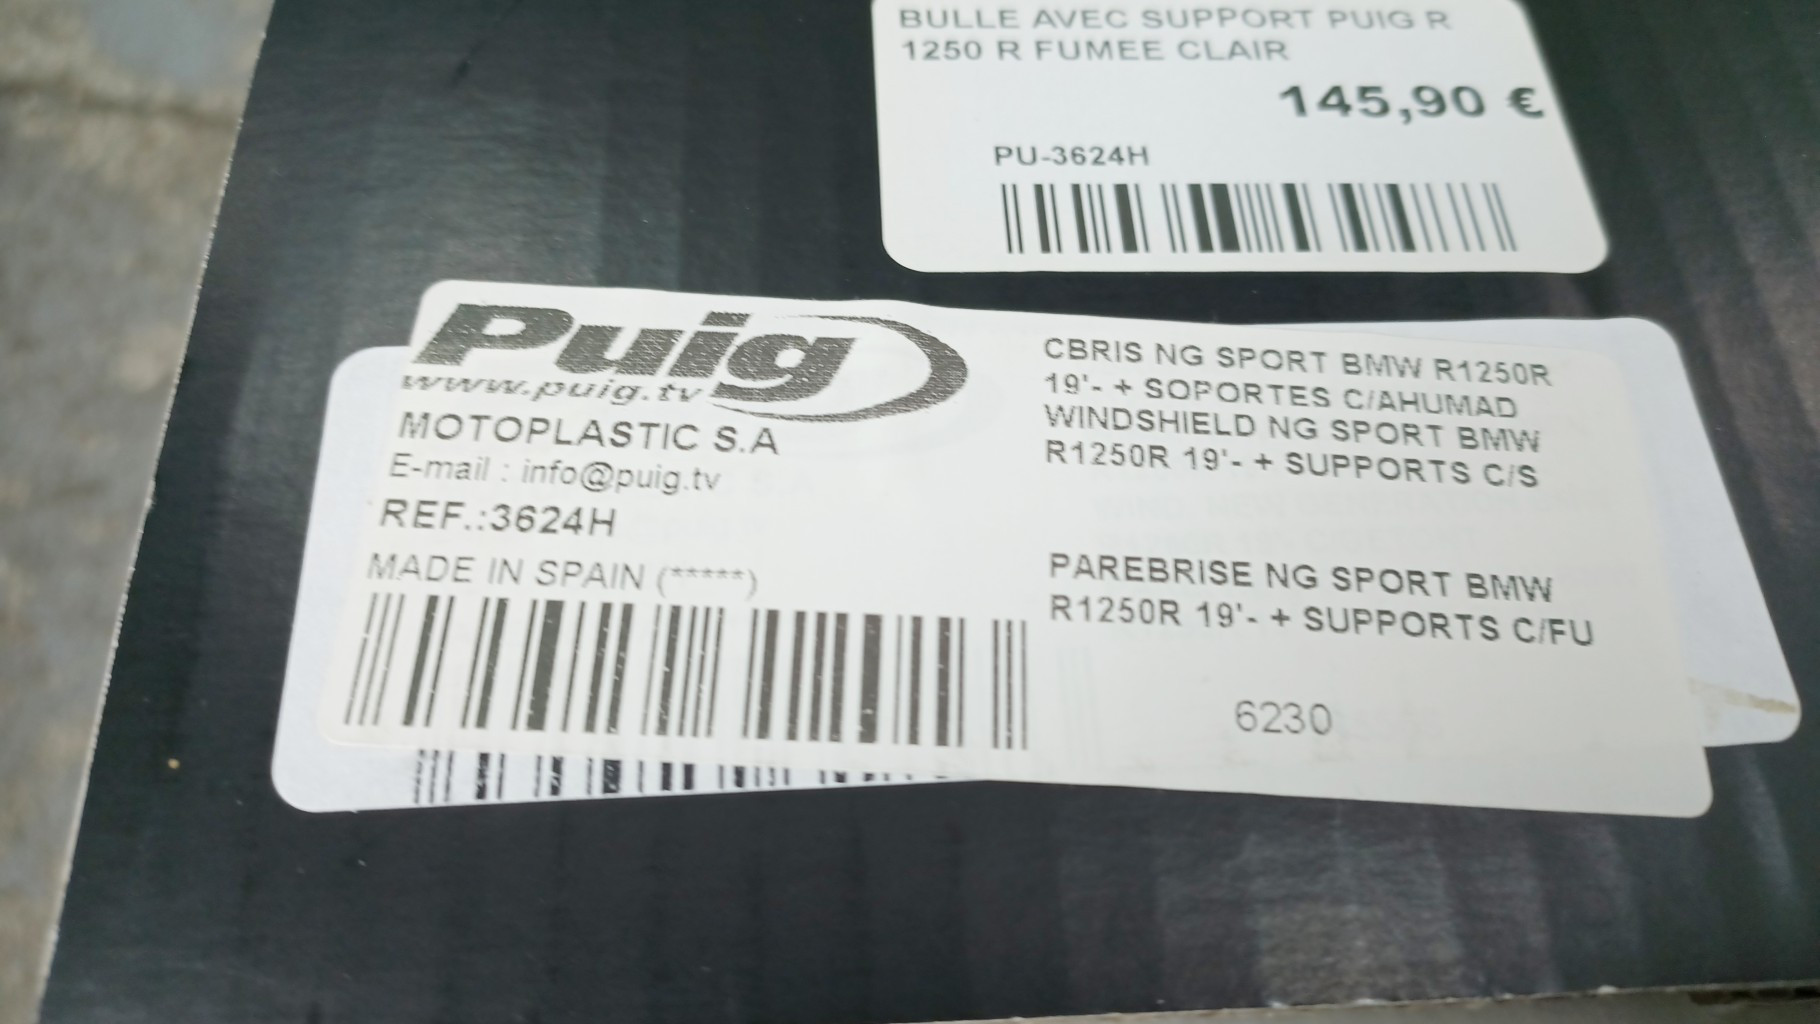 BULLE AVEC SUPPORT PUIG R
1250 R FUMEE CLAIR
145,90 €
PU-3624H
Puig
www.puig.tv
MOTOPLASTIC S.A
E-mail : info@puig.tv
REF.:3624H
MADE IN SPAIN (*****)
CBRIS NG SPORT BMW R1250R
19'- + SOPORTES C/AHUMAD
WINDSHIELD NG SPORT BMW
R1250R 19'- + SUPPORTS C/S
PAREBRISE NG SPORT BMW
R1250R 19'- + SUPPORTS C/FU
6230